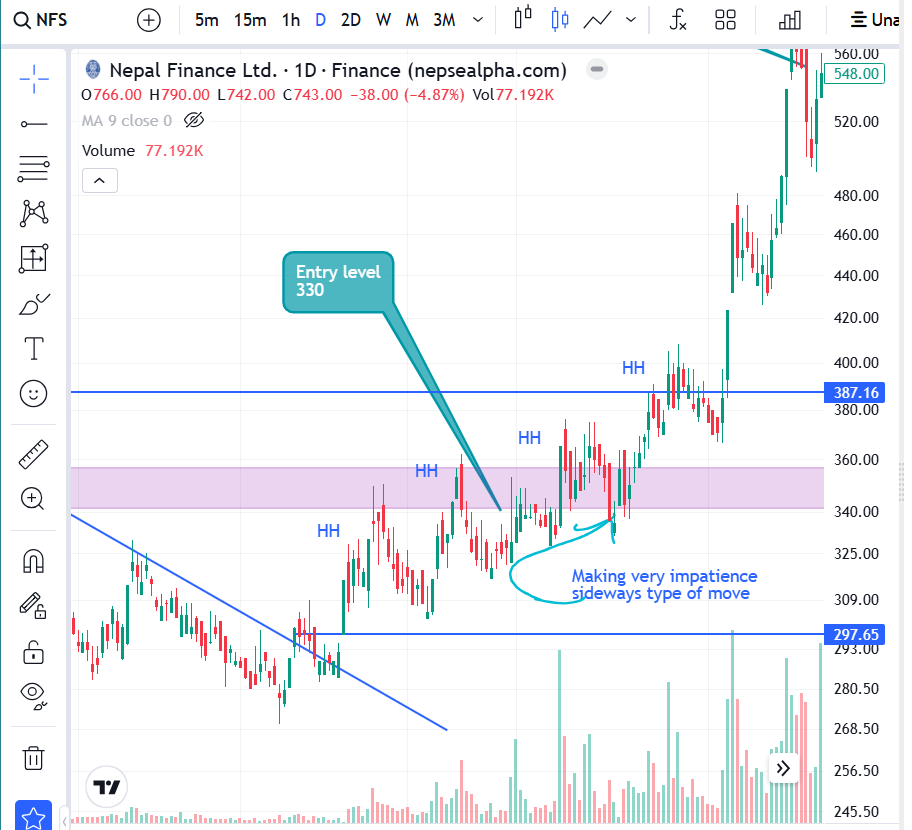 NFS 5m 15m 1h D 2D W M 3M Una
Nepal Finance Ltd. · 1D · Finance (nepsealpha.com)
O766.00 H790.00 L742.00 C743.00 −38.00 (−4.87%) Vol77.192K
MA 9 close 0
Volume 77.192K
Entry level
330
HH
HH
HH
HH
Making very impatience
sideways type of move
560.00
548.00
520.00
480.00
460.00
440.00
420.00
400.00
387.16
380.00
360.00
340.00
325.00
309.00
297.65
293.00
280.50
268.50
256.50
245.50